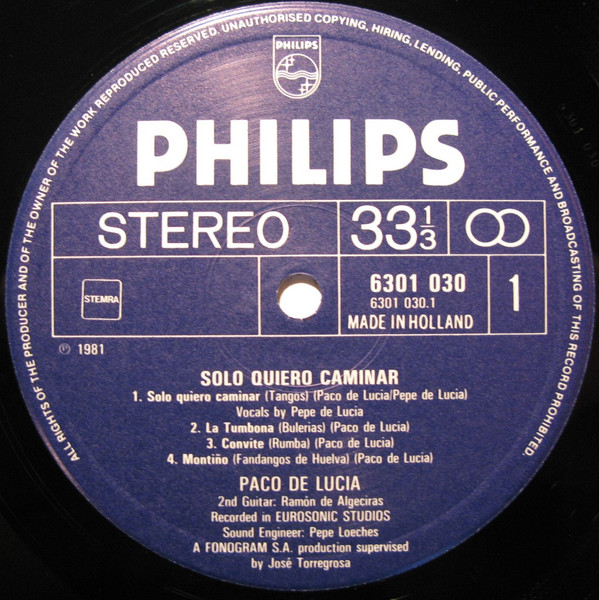 ALL RIGHTS OF THE PRODUCER AND OF THE OWNER OF THE WORK REPRODUCED RESERVED. UNAUTHORISED COPYING, HIRING, LENDING, PUBLIC PERFORMANCE AND BROADCASTING OF THIS RECORD PROHIBITED.
PHILIPS
PHILIPS
STEREO
33 1/3
STEMRA
6301 030
6301 030.1
MADE IN HOLLAND
1
℗ 1981
SOLO QUIERO CAMINAR
1. Solo quiero caminar (Tangos) (Paco de Lucia/Pepe de Lucia)
Vocals by Pepe de Lucia
2. La Tumbona (Bulerias) (Paco de Lucia)
3. Convite (Rumba) (Paco de Lucia)
4. Montiño (Fandangos de Huelva) (Paco de Lucia)
PACO DE LUCIA
2nd Guitar: Ramón de Algeciras
Recorded in EUROSONIC STUDIOS
Sound Engineer: Pepe Loeches
A FONOGRAM S.A. production supervised
by José Torregrosa